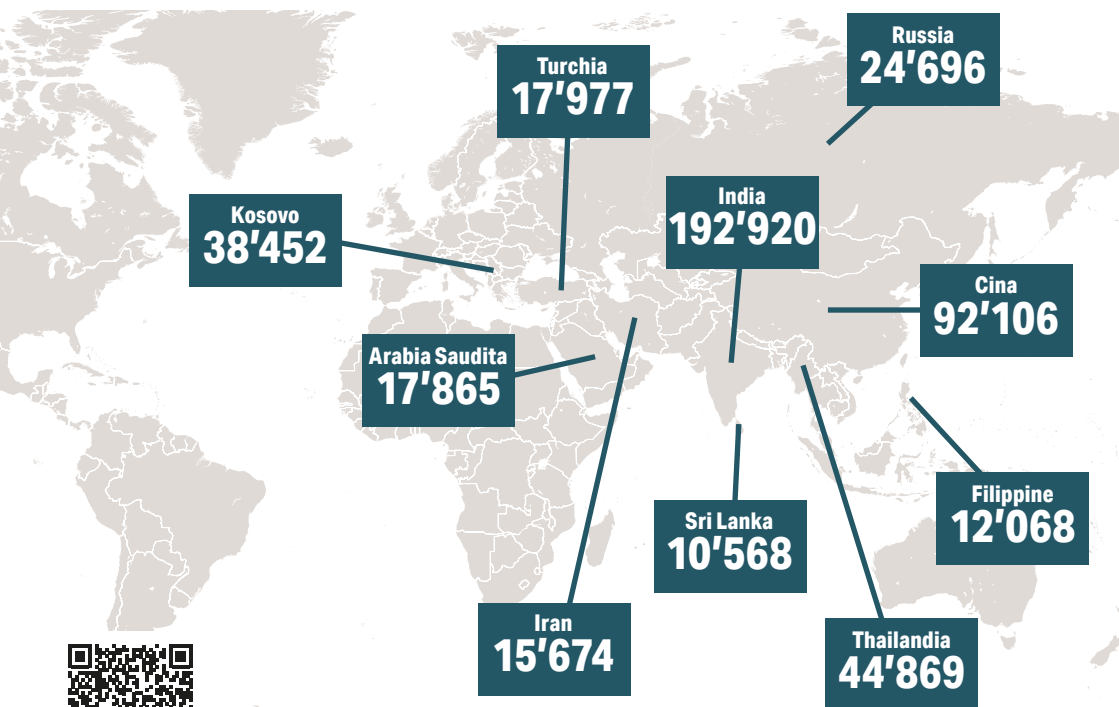 Russia
24'696
Turchia
17'977
India
192'920
Kosovo
38'452
Cina
92'106
Arabia Saudita
17'865
Filippine
12'068
Sri Lanka
10'568
Iran
15'674
Thailandia
44'869